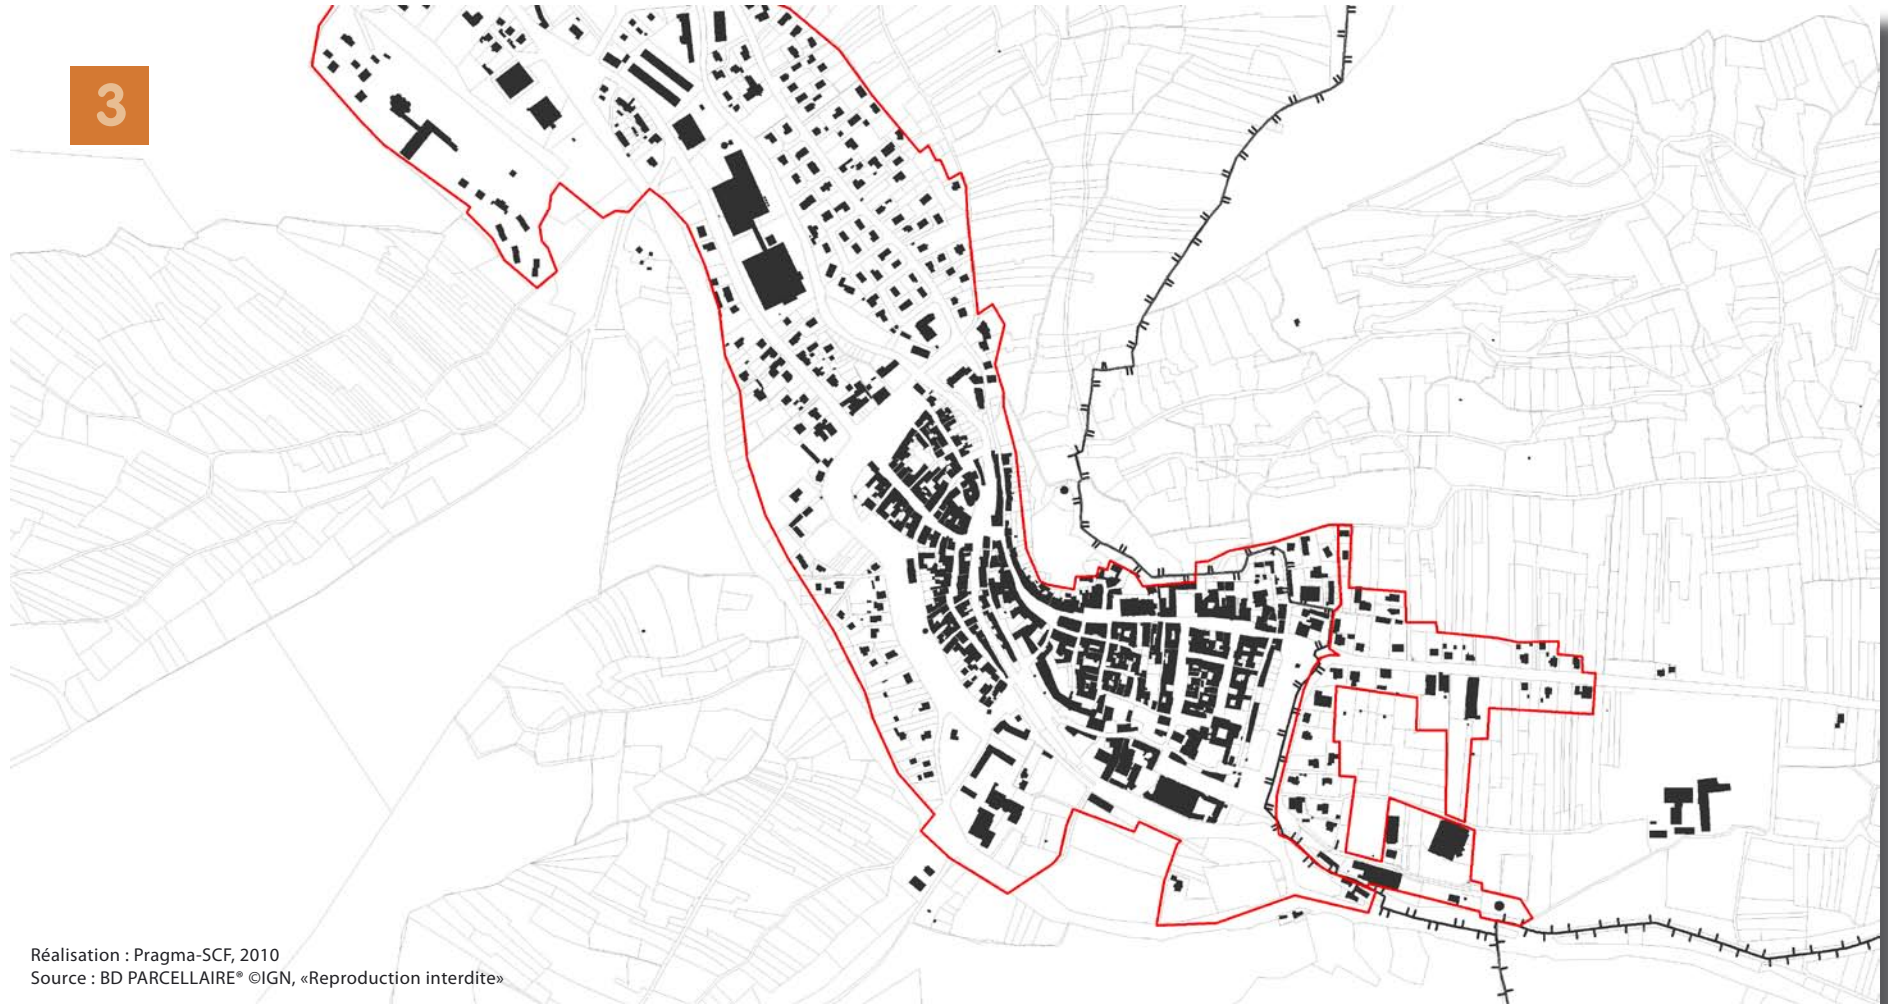 3
Réalisation : Pragma-SCF, 2010
Source : BD PARCELLAIRE® ©IGN, «Reproduction interdite»